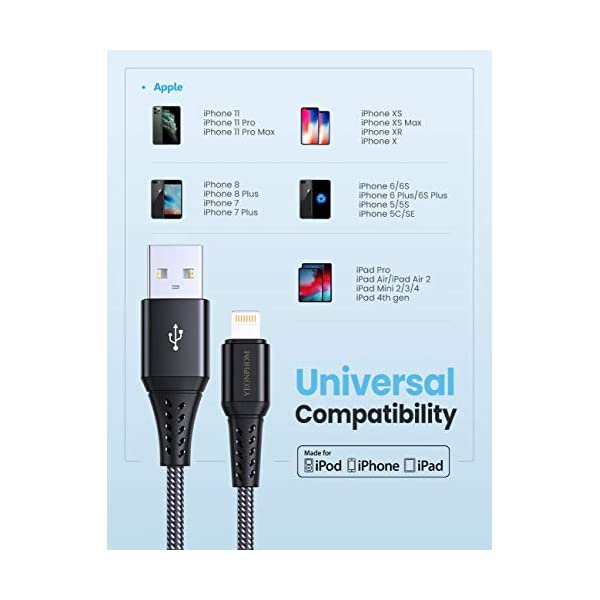 Apple
iPhone 11
iPhone 11 Pro
iPhone 11 Pro Max
iPhone XS
iPhone XS Max
iPhone XR
iPhone X
iPhone 8
iPhone 8 Plus
iPhone 7
iPhone 7 Plus
iPhone 6/6S
iPhone 6 Plus/6S Plus
iPhone 5/5S
iPhone 5C/SE
iPad Pro
iPad Air/iPad Air 2
iPad Mini 2/3/4
iPad 4th gen
YEONPHOM
Universal
Compatibility
Made for
iPod iPhone iPad